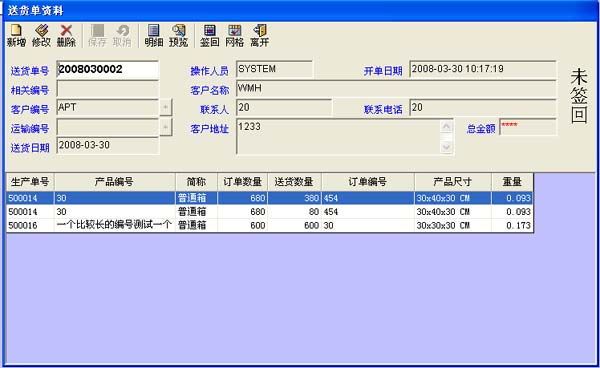 送货单资料
新增 修改 删除 保存 取消 明细 预览 签回 网格 离开
送货单号 2008030002 操作人员 SYSTEM 开单日期 2008-03-30 10:17:19
相关编号 客户名称 WMH
客户编号 APT 联系人 20 联系电话 20
运输编号 客户地址 1233 总金额 ****
送货日期 2008-03-30
未签回
生产单号 产品编号 简称 订单数量 送货数量 订单编号 产品尺寸 重量
500014 30 普通箱 680 380 454 30x40x30 CM 0.093
500014 30 普通箱 680 80 454 30x40x30 CM 0.093
500016 一个比较长的编号测试一个 普通箱 600 600 30 30x30x30 CM 0.173